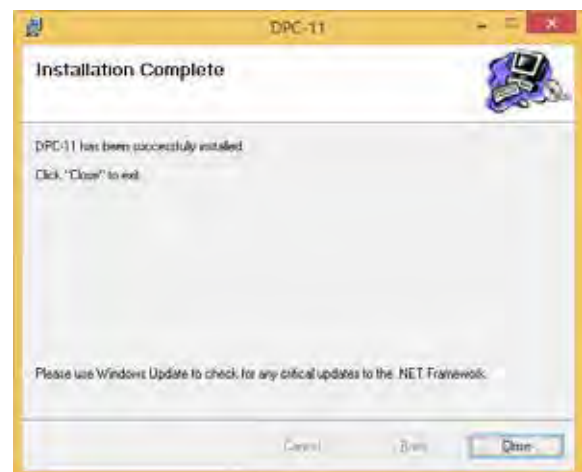 DPC-11
Installation Complete
DPC-11 has been successfully installed.
Click "Close" to exit.
Please use Windows Update to check for any critical updates to the .NET Framework.
Cancel Back Close